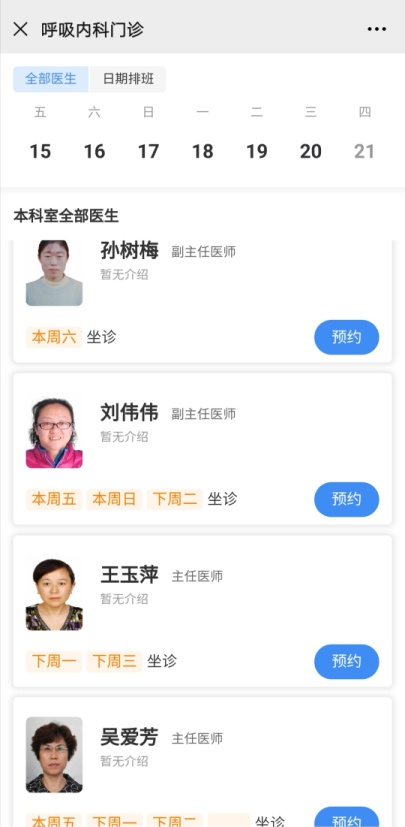 呼吸内科门诊
全部医生 日期排班
五 六 日 一 二 三 四
15 16 17 18 19 20 21
本科室全部医生
孙树梅 副主任医师
暂无介绍
本周六 坐诊 预约
刘伟伟 副主任医师
暂无介绍
本周五 本周日 下周二 坐诊 预约
王玉萍 主任医师
暂无介绍
下周一 下周三 坐诊 预约
吴爱芳 主任医师
暂无介绍
本周五 下周一 下周二 坐诊 预约